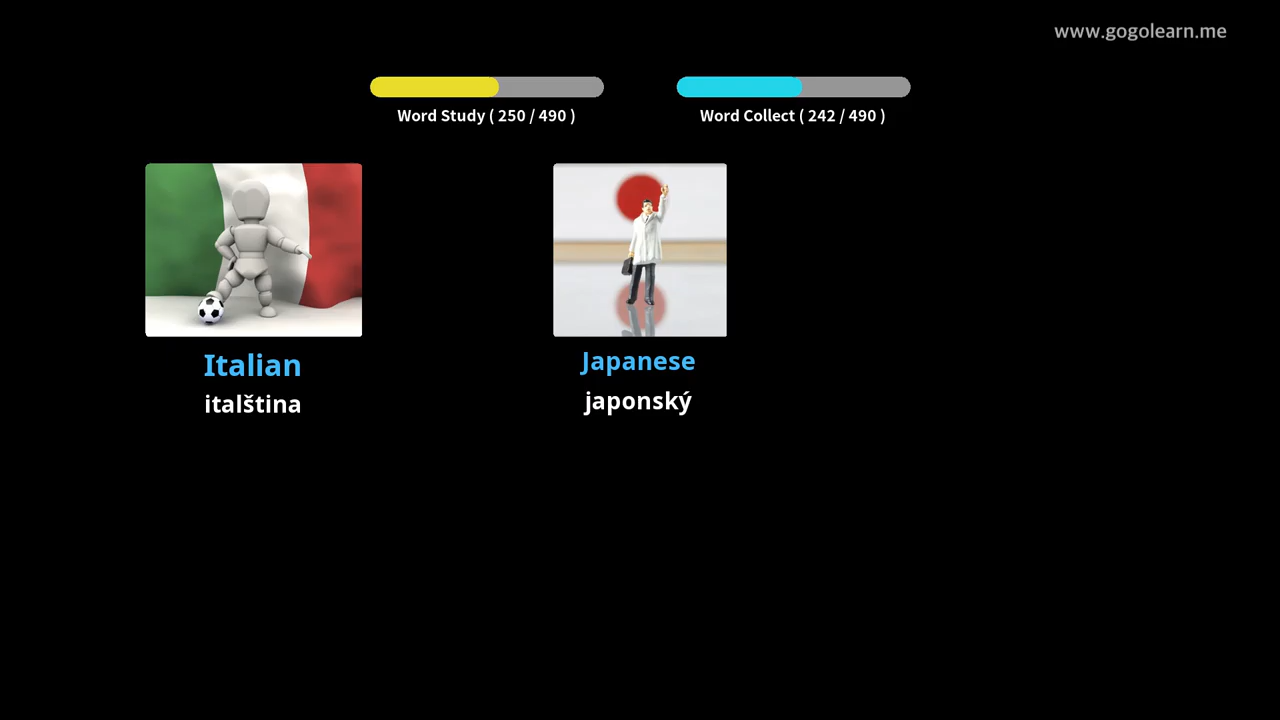 www.gogolearn.me
Word Study ( 250 / 490 )
Word Collect ( 242 / 490 )
Italian
italština
Japanese
japonský